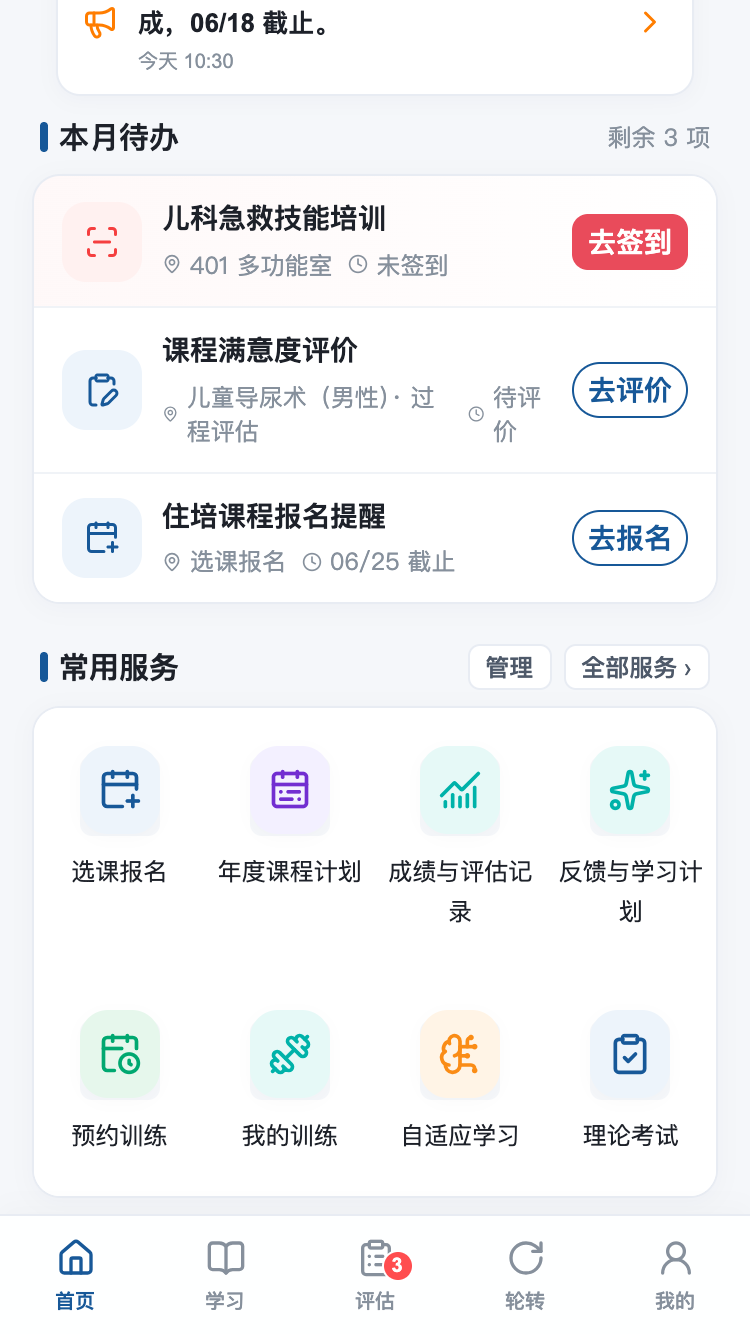 成，06/18 截止。
今天 10:30
本月待办
剩余 3 项
儿科急救技能培训
401 多功能室 未签到
去签到
课程满意度评价
儿童导尿术（男性）· 过
程评估
待评
价
去评价
住培课程报名提醒
选课报名 06/25 截止
去报名
常用服务
管理
全部服务 ›
选课报名
年度课程计划
成绩与评估记
录
反馈与学习计
划
预约训练
我的训练
自适应学习
理论考试
3
首页
学习
评估
轮转
我的